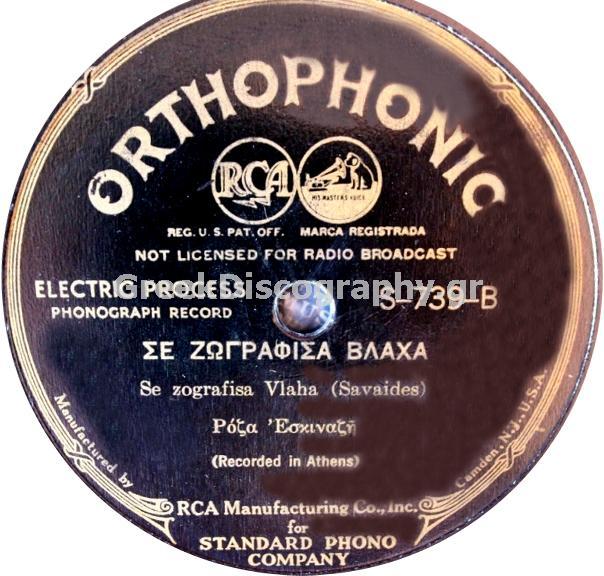 ORTHOPHONIC
RCA
HIS MASTERS VOICE
REG. U. S. PAT. OFF. MARCA REGISTRADA
NOT LICENSED FOR RADIO BROADCAST
GreekDiscography.gr
ELECTRIC PROCESS
PHONOGRAPH RECORD
S-739-B
ΣΕ ΖΩΓΡΑΦΙΣΑ ΒΛΑΧΑ
Se zografisa Vlaha (Savaides)
Ρόζα Ἐσκιναζῆ
(Recorded in Athens)
Manufactured by
Camden, N.J., U.S.A.
RCA Manufacturing Co., Inc.
for
STANDARD PHONO
COMPANY